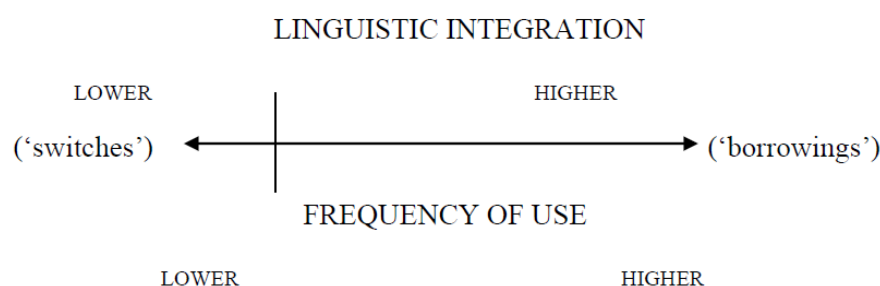 LINGUISTIC INTEGRATION
LOWER HIGHER
(‘switches’) (‘borrowings’)
FREQUENCY OF USE
LOWER HIGHER